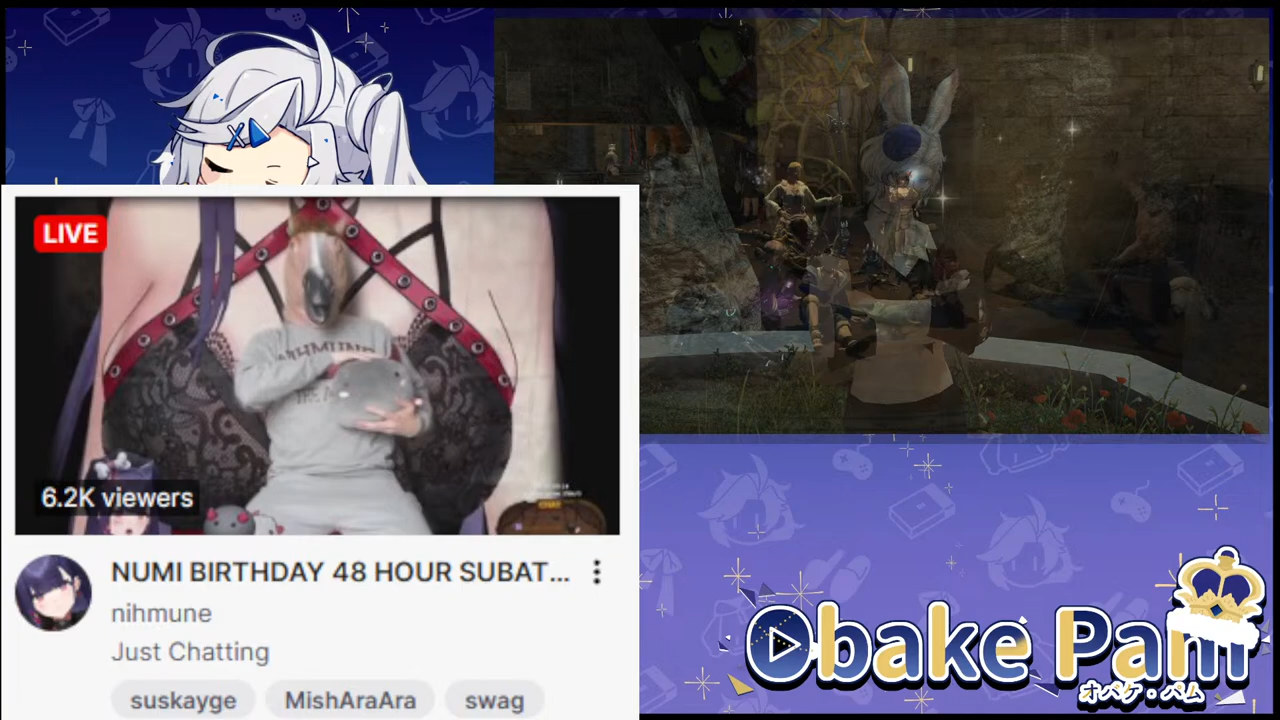 LIVE
6.2K viewers
NUMI BIRTHDAY 48 HOUR SUBAT...
nihmune
Just Chatting
suskayge MishAraAra swag
Obake Pam
オバケ・パム